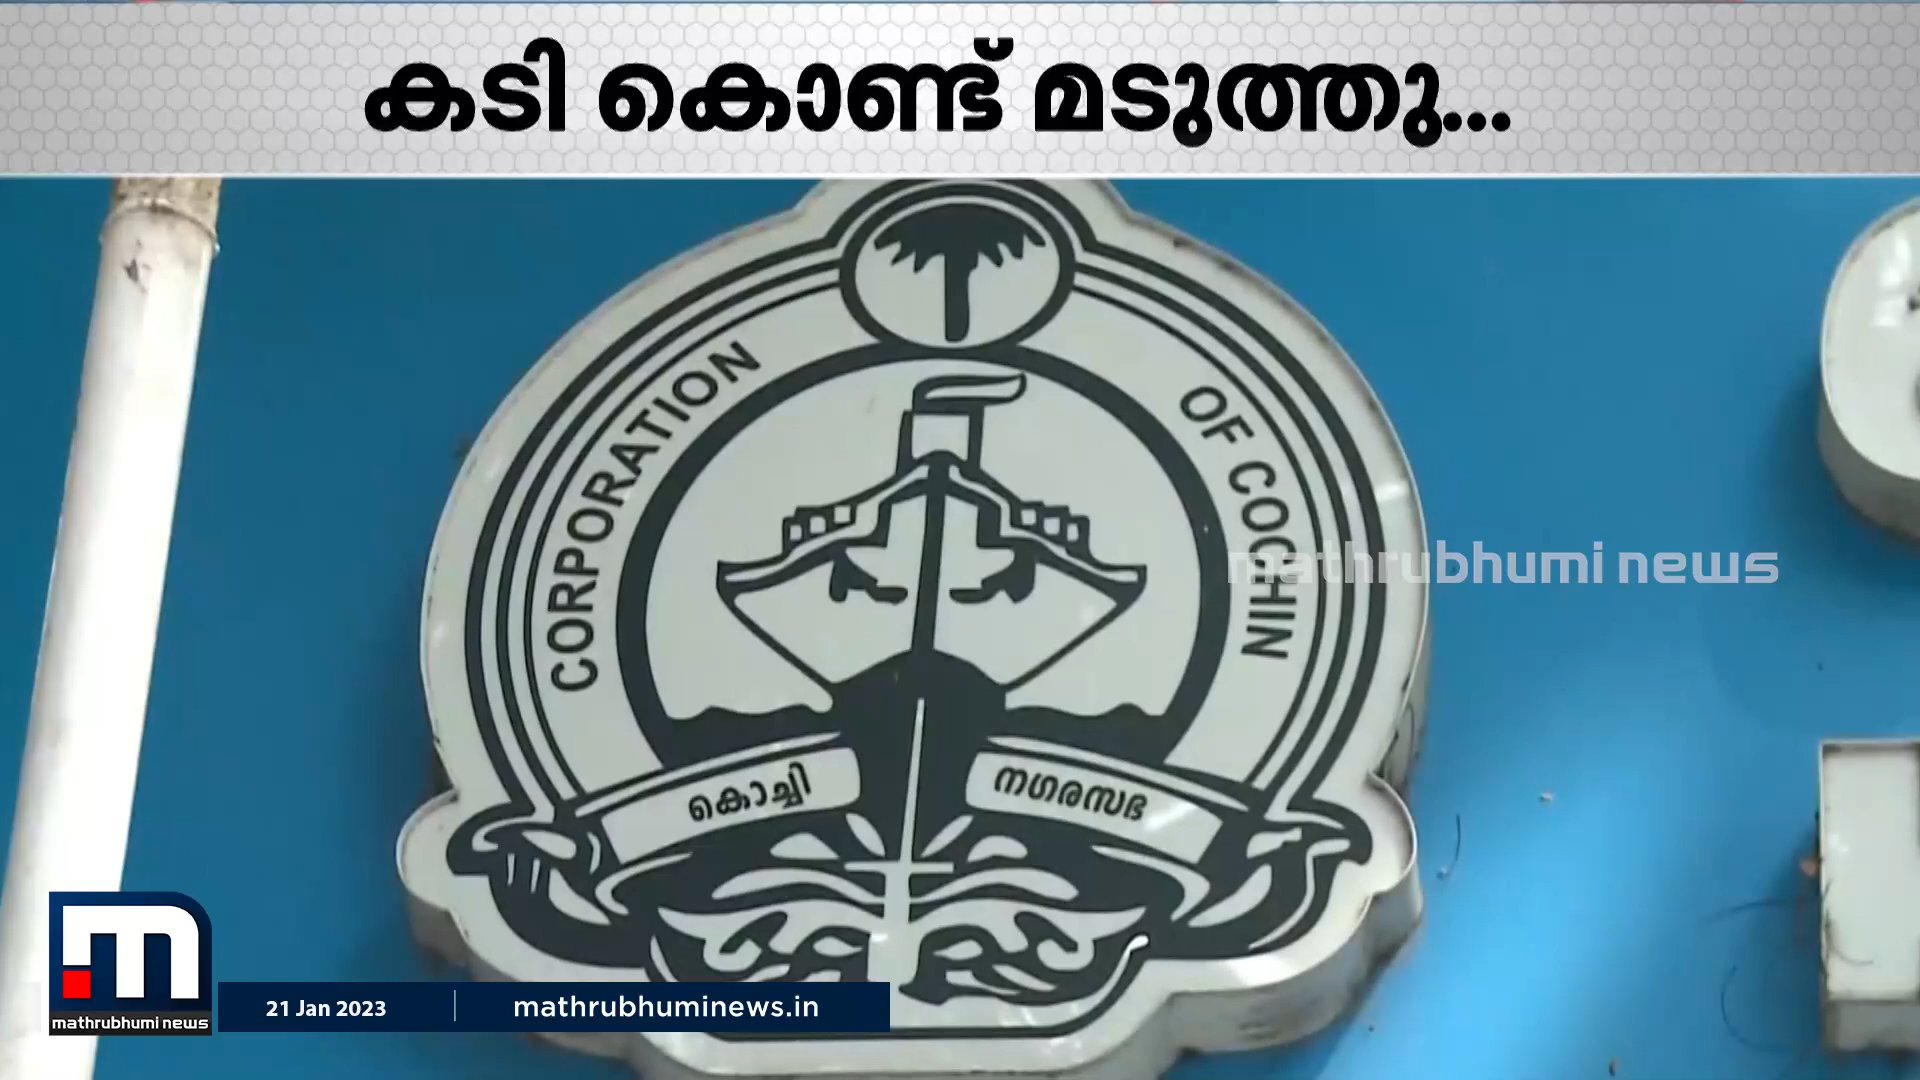 കടി കൊണ്ട് മടുത്തു...
CORPORATION OF COCHIN
mathrubhumi news
കൊച്ചി നഗരസഭ
mathrubhumi news
21 Jan 2023
mathrubhuminews.in